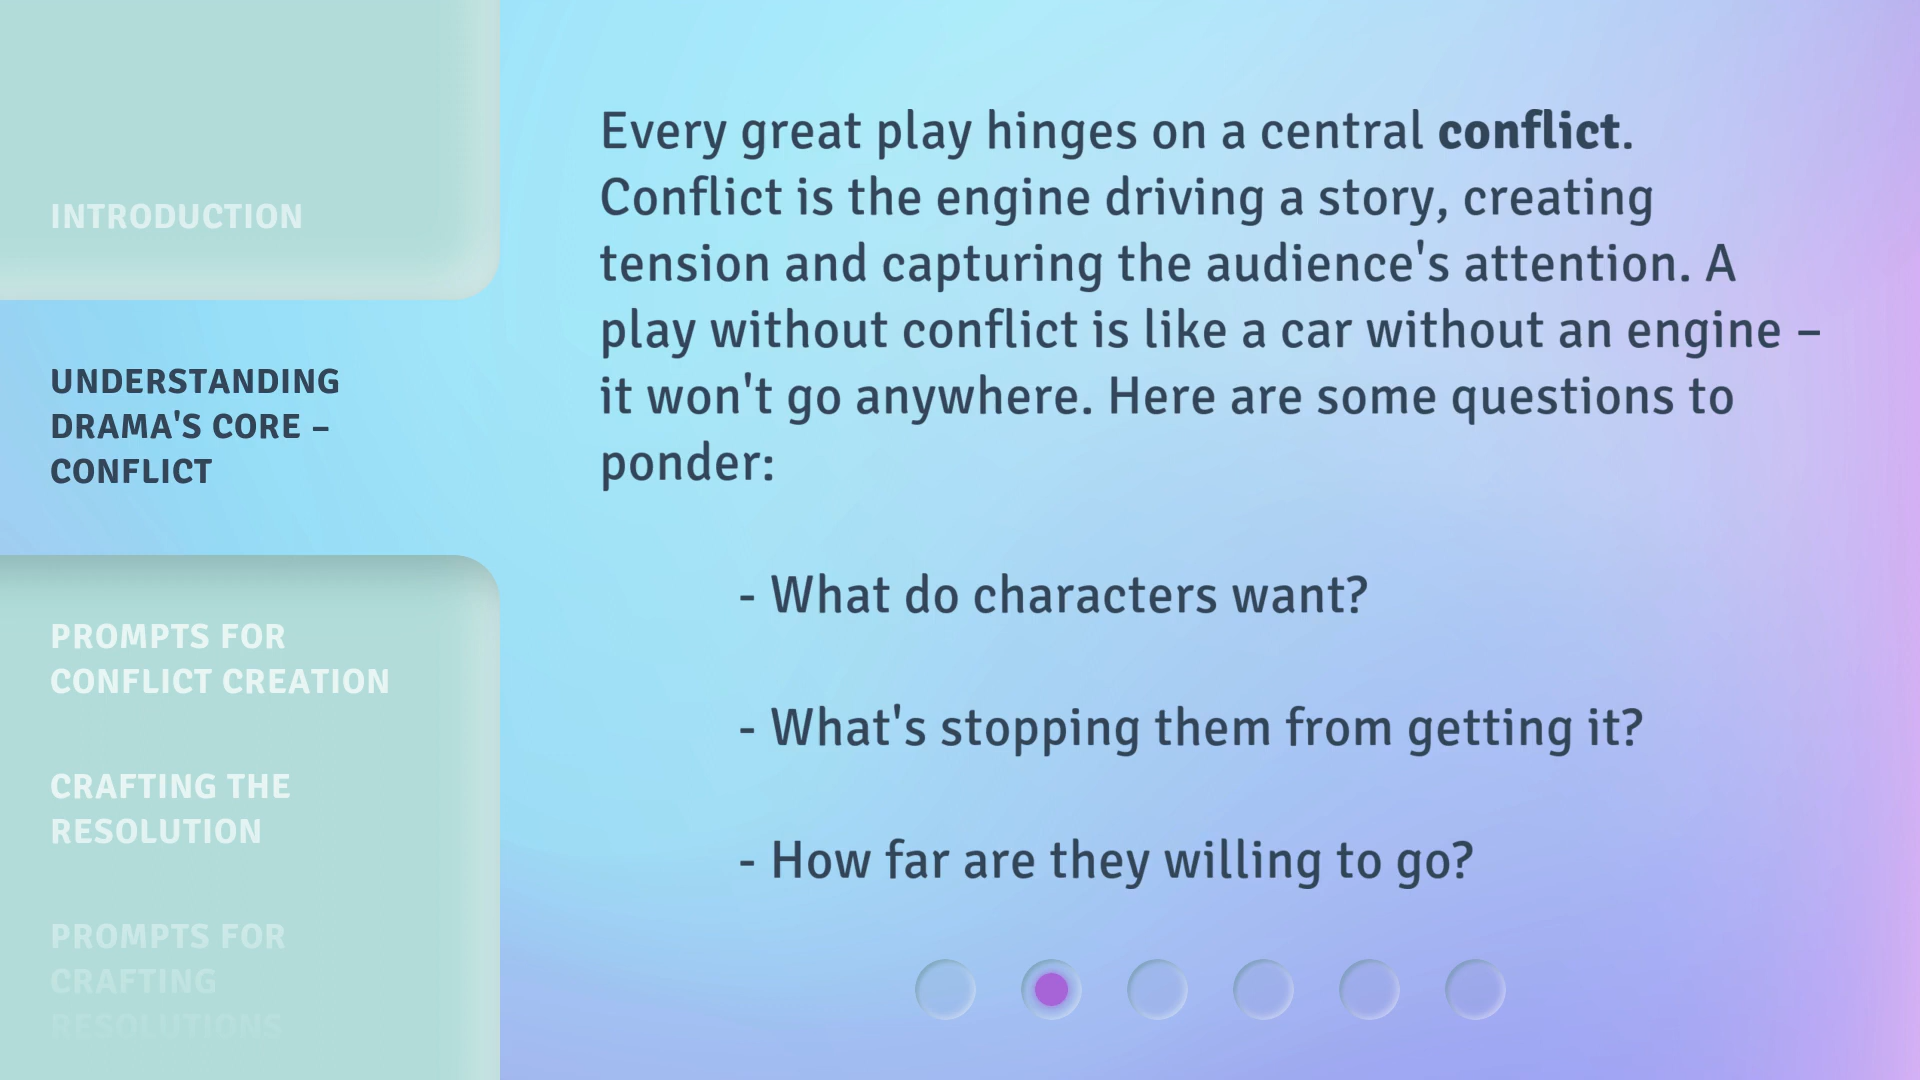 INTRODUCTION
UNDERSTANDING
DRAMA'S CORE –
CONFLICT
PROMPTS FOR
CONFLICT CREATION
CRAFTING THE
RESOLUTION
PROMPTS FOR
CRAFTING
RESOLUTIONS
Every great play hinges on a central conflict.
Conflict is the engine driving a story, creating
tension and capturing the audience's attention. A
play without conflict is like a car without an engine –
it won't go anywhere. Here are some questions to
ponder:
- What do characters want?
- What's stopping them from getting it?
- How far are they willing to go?